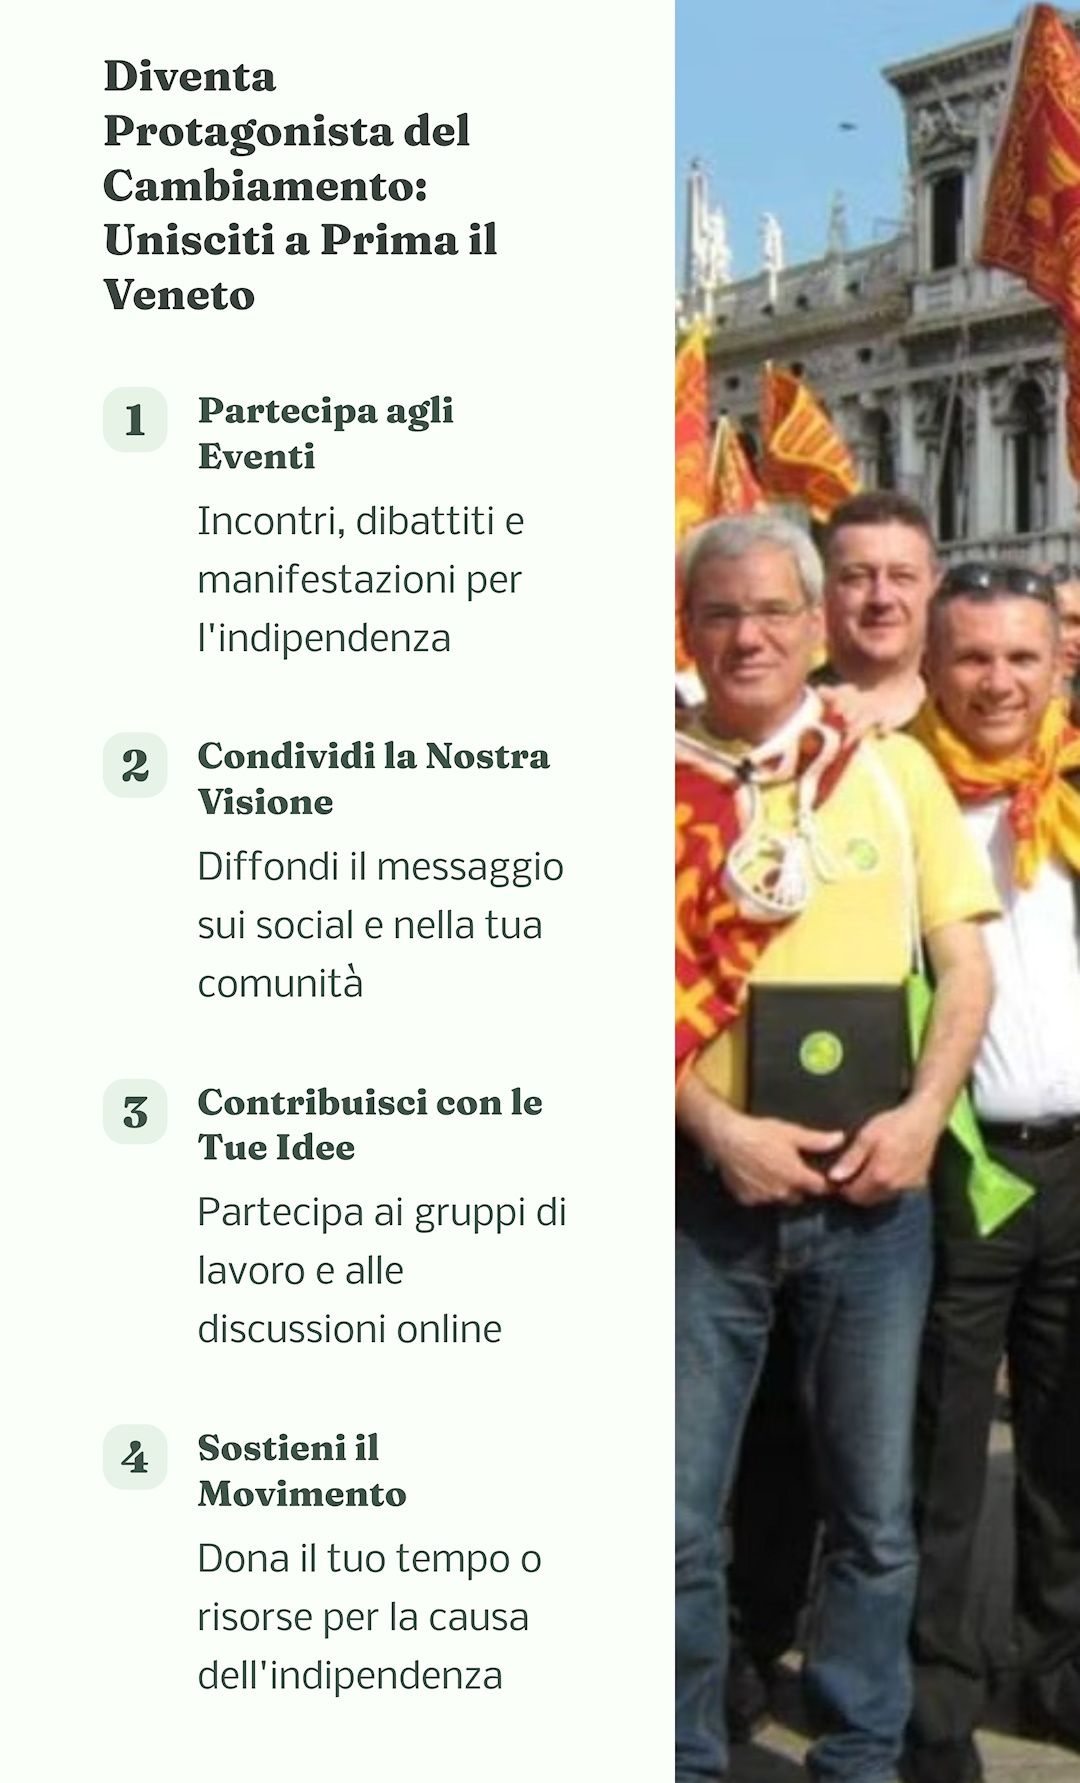 Diventa
Protagonista del
Cambiamento:
Unisciti a Prima il
Veneto
1
Partecipa agli
Eventi
Incontri, dibattiti e
manifestazioni per
l'indipendenza
2
Condividi la Nostra
Visione
Diffondi il messaggio
sui social e nella tua
comunità
3
Contribuisci con le
Tue Idee
Partecipa ai gruppi di
lavoro e alle
discussioni online
4
Sostieni il
Movimento
Dona il tuo tempo o
risorse per la causa
dell'indipendenza